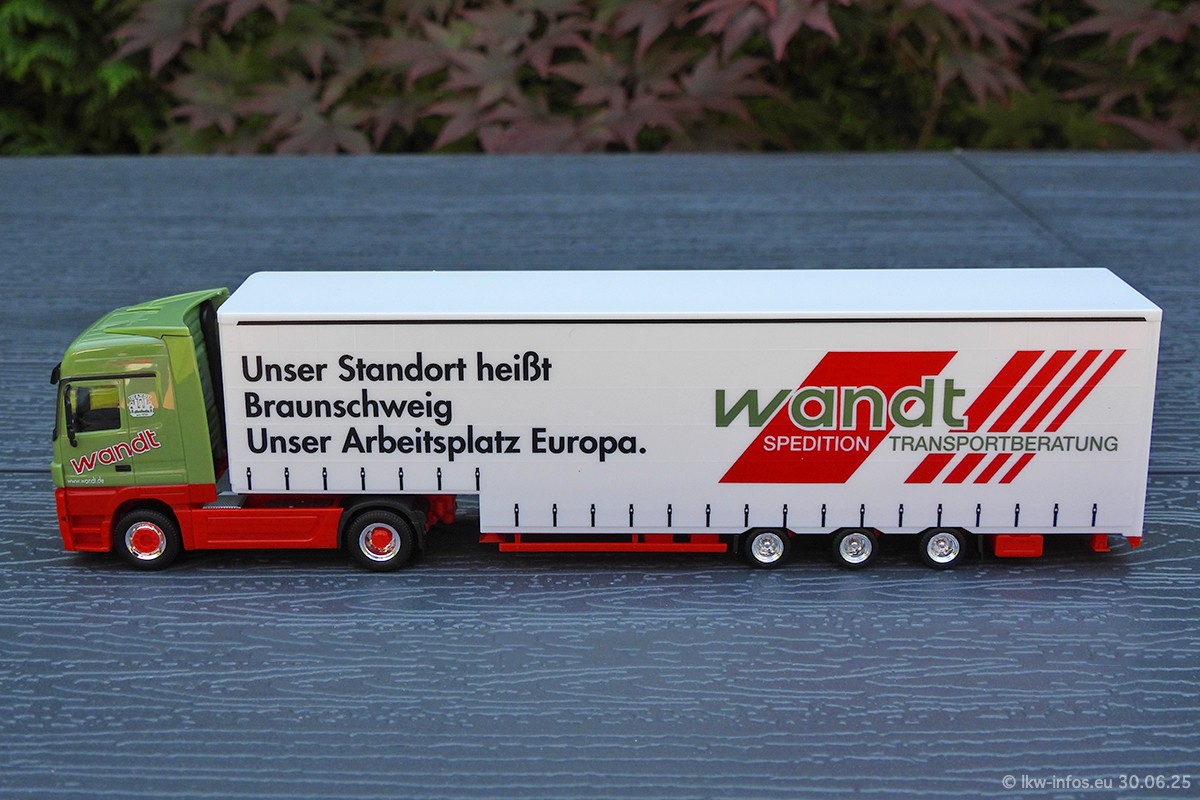 Unser Standort heißt
Braunschweig
Unser Arbeitsplatz Europa.
wandt
SPEDITION TRANSPORTBERATUNG
wandt
www.wandt.de
© lkw-infos.eu 30.06.25